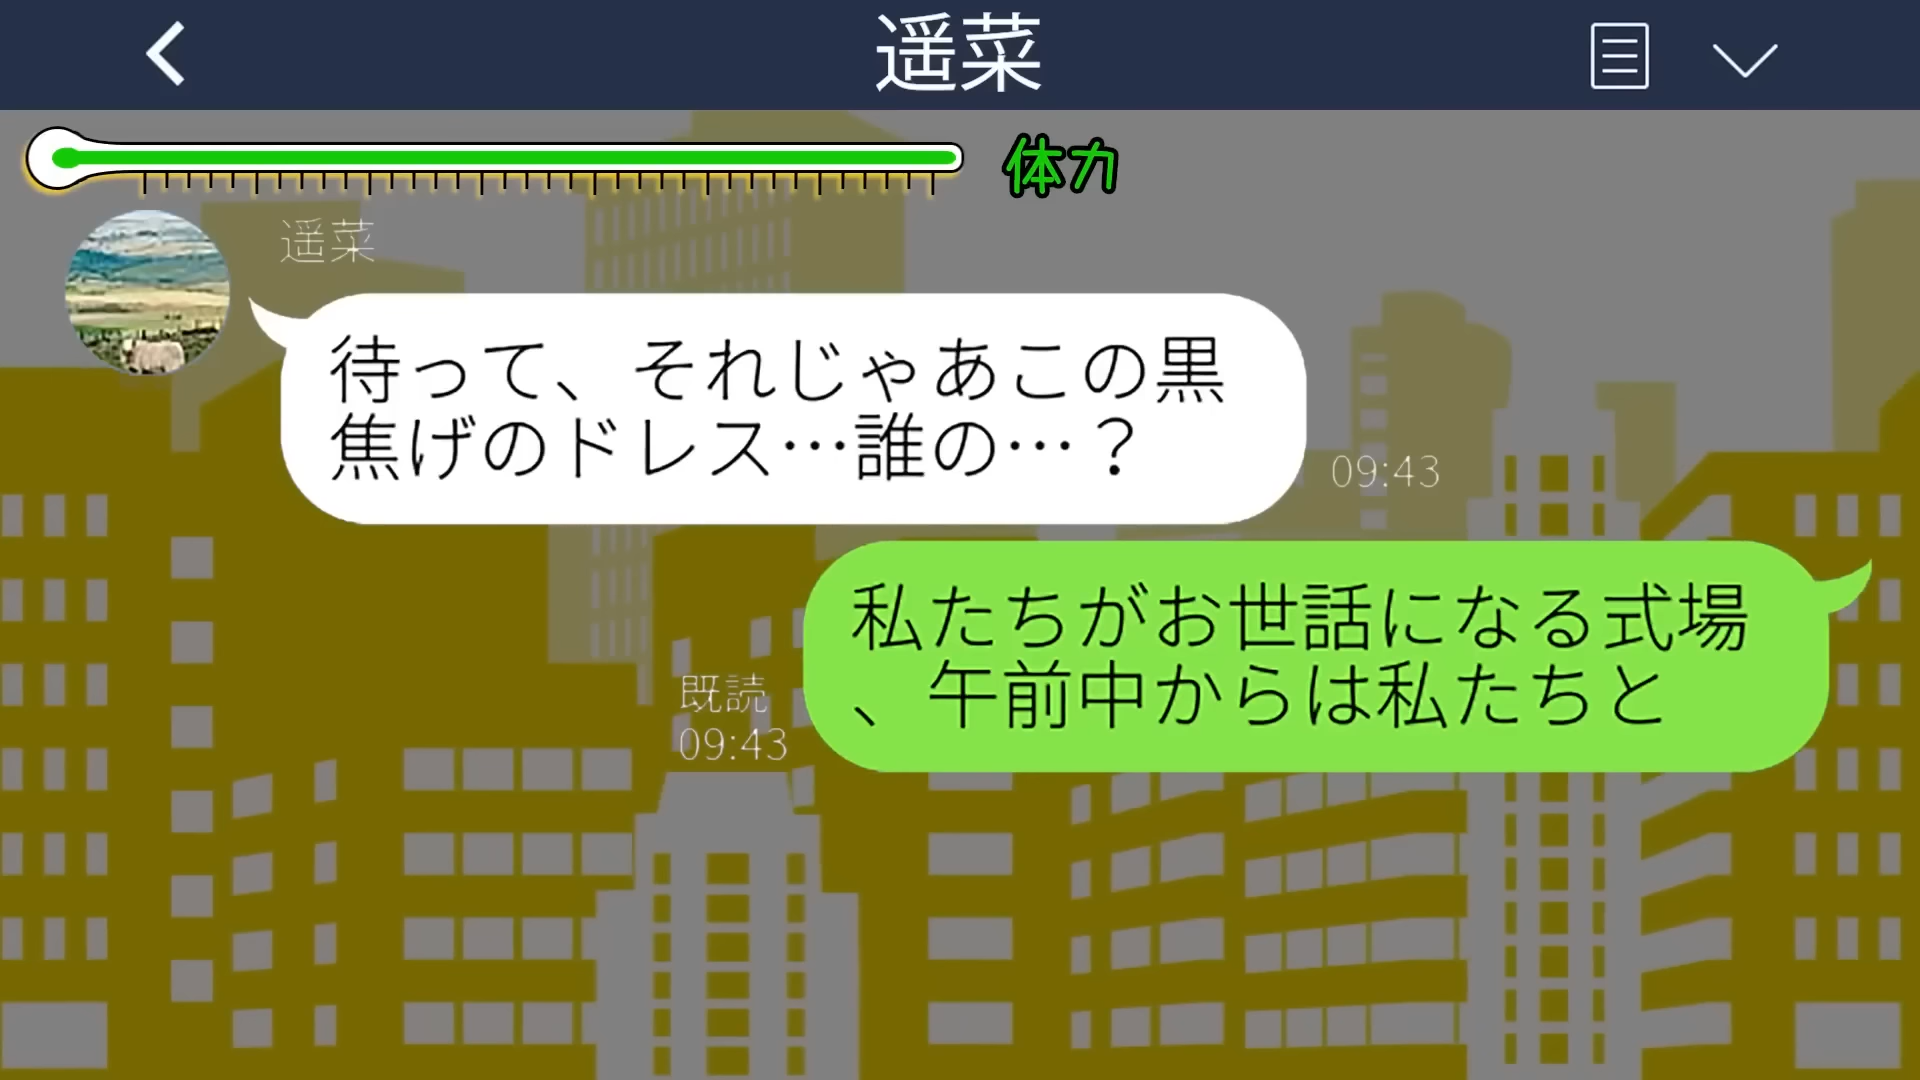 遥菜
体力
遥菜
待って、それじゃあこの黒
焦げのドレス…誰の…？
09:43
私たちがお世話になる式場
、午前中からは私たちと
既読
09:43